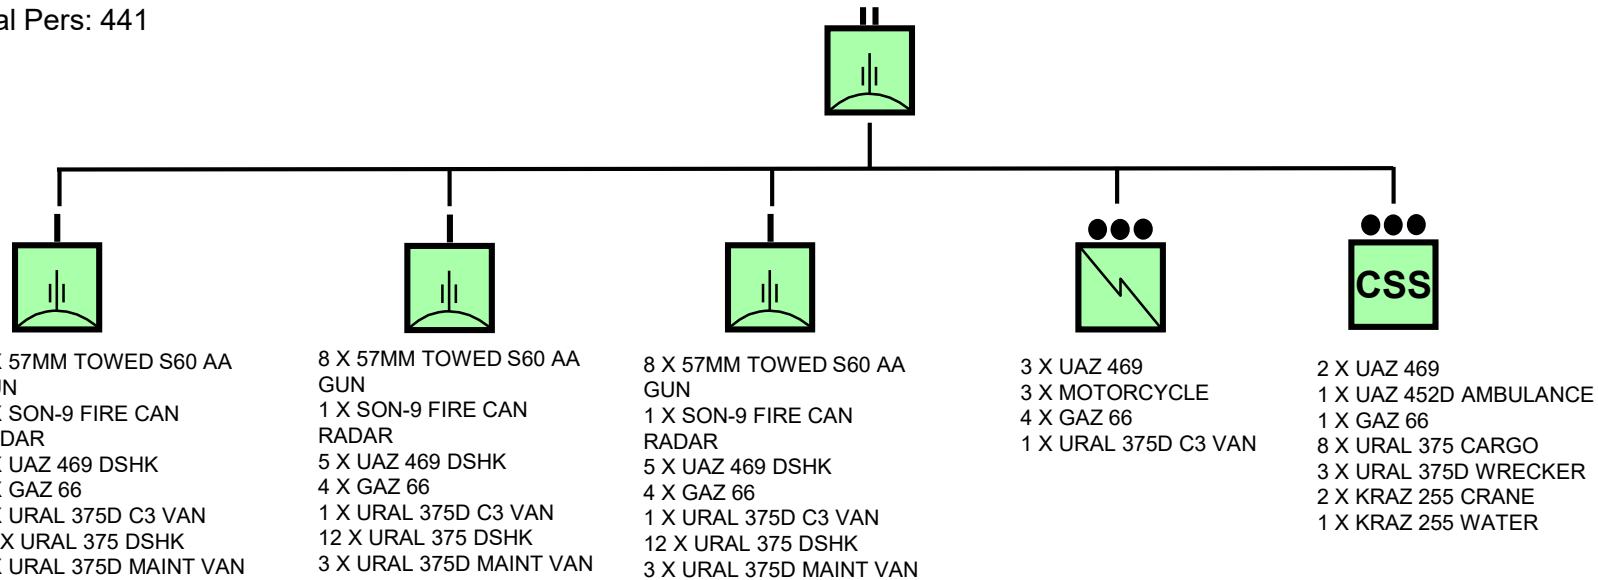 al Pers: 441
X 57MM TOWED S60 AA
UN
X SON-9 FIRE CAN
DAR
X UAZ 469 DSHK
X GAZ 66
X URAL 375D C3 VAN
X URAL 375 DSHK
X URAL 375D MAINT VAN
8 X 57MM TOWED S60 AA
GUN
1 X SON-9 FIRE CAN
RADAR
5 X UAZ 469 DSHK
4 X GAZ 66
1 X URAL 375D C3 VAN
12 X URAL 375 DSHK
3 X URAL 375D MAINT VAN
8 X 57MM TOWED S60 AA
GUN
1 X SON-9 FIRE CAN
RADAR
5 X UAZ 469 DSHK
4 X GAZ 66
1 X URAL 375D C3 VAN
12 X URAL 375 DSHK
3 X URAL 375D MAINT VAN
3 X UAZ 469
3 X MOTORCYCLE
4 X GAZ 66
1 X URAL 375D C3 VAN
CSS
2 X UAZ 469
1 X UAZ 452D AMBULANCE
1 X GAZ 66
8 X URAL 375 CARGO
3 X URAL 375D WRECKER
2 X KRAZ 255 CRANE
1 X KRAZ 255 WATER